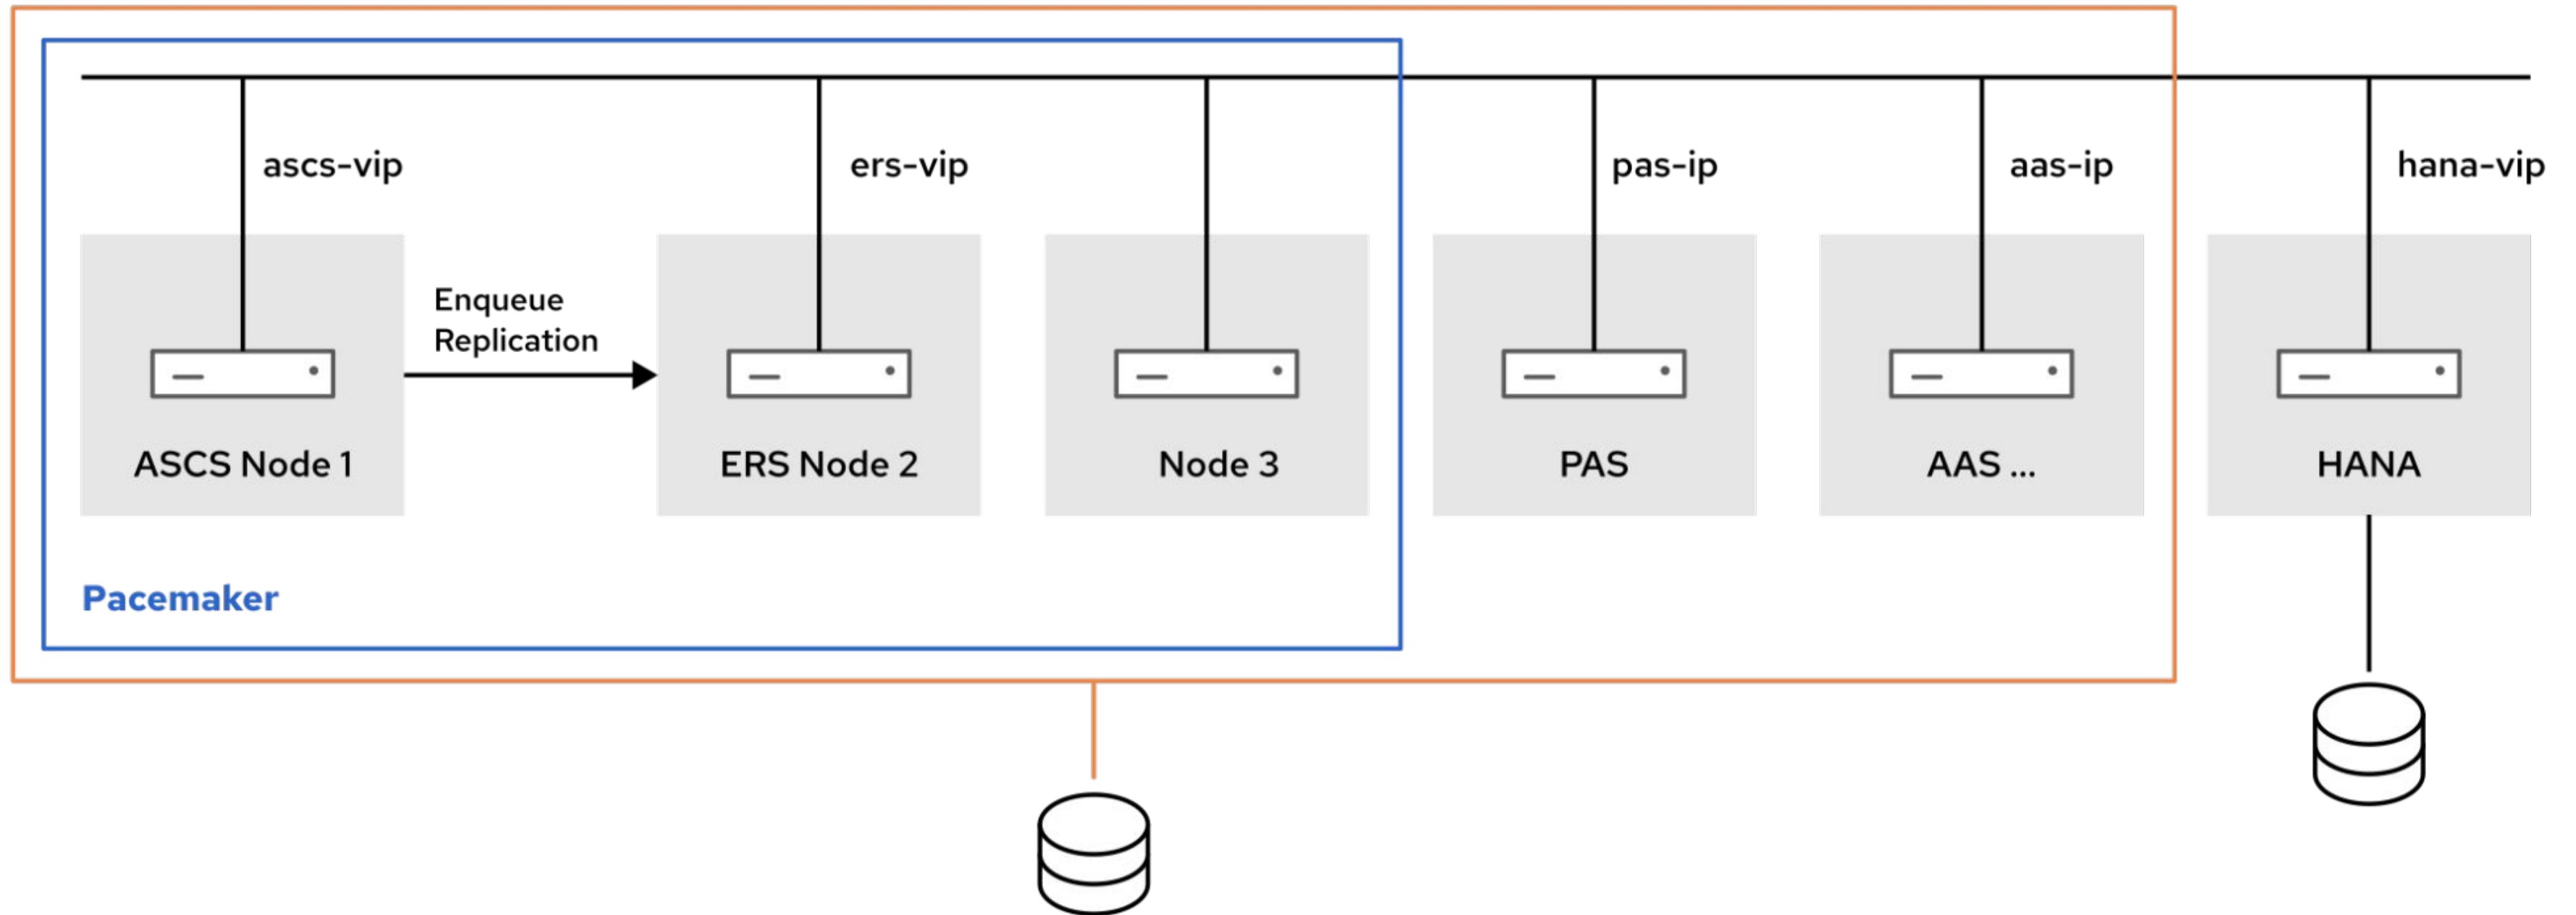 ascs-vip
ers-vip
pas-ip
aas-ip
hana-vip
Enqueue
Replication
ASCS Node 1
ERS Node 2
Node 3
PAS
AAS ...
HANA
Pacemaker